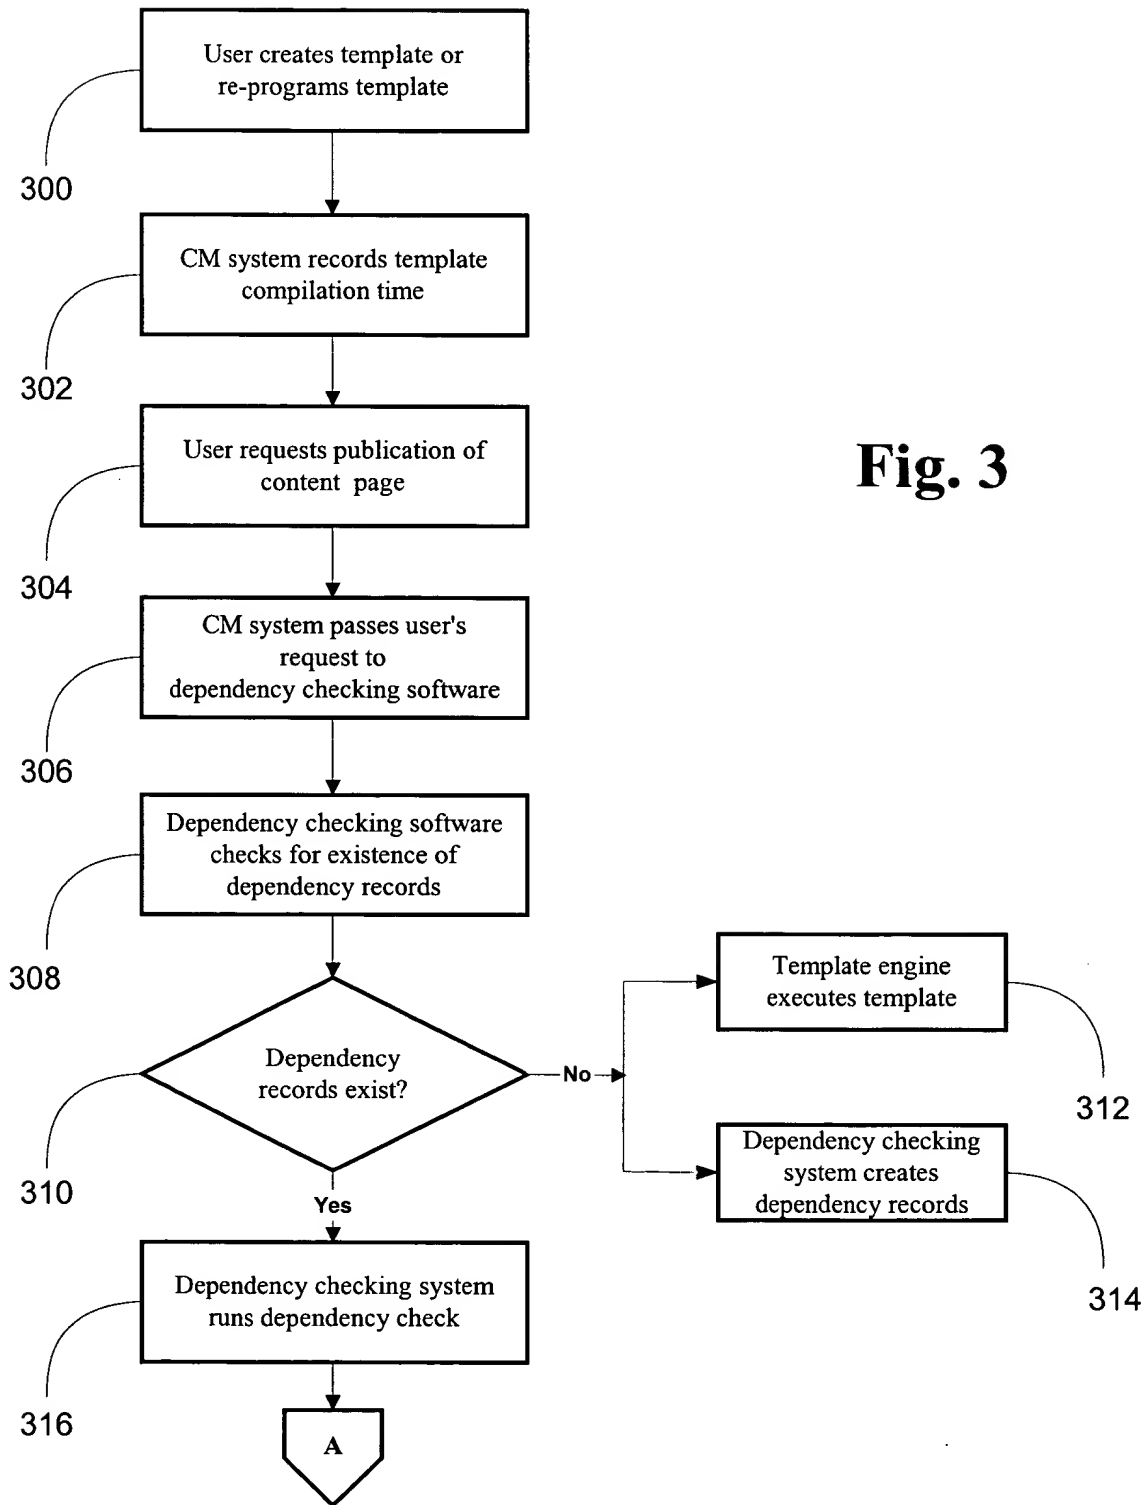 User creates template or
re-programs template
300
CM system records template
compilation time
302
User requests publication of
content page
Fig. 3
304
CM system passes user's
request to
dependency checking software
306
Dependency checking software
checks for existence of
dependency records
308
Template engine
executes template
312
Dependency
records exist?
No
310
Dependency checking
system creates
dependency records
314
Yes
Dependency checking system
runs dependency check
316
A